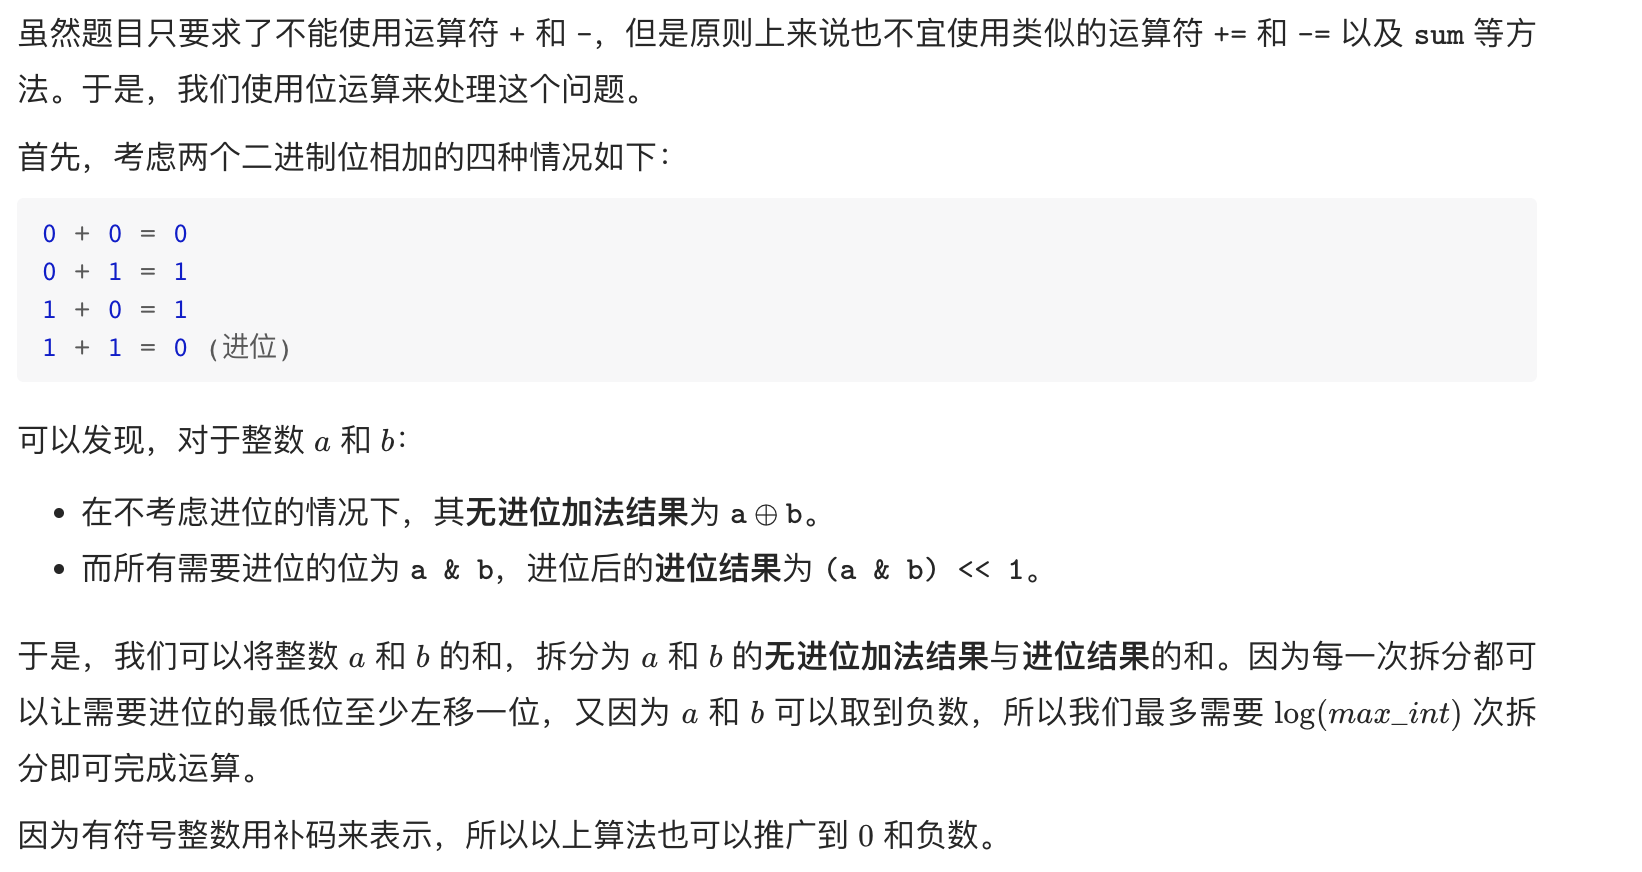 虽然题目只要求了不能使用运算符 + 和 -，但是原则上来说也不宜使用类似的运算符 += 和 -= 以及 sum 等方
法。于是，我们使用位运算来处理这个问题。
首先，考虑两个二进制位相加的四种情况如下：
0 + 0 = 0
0 + 1 = 1
1 + 0 = 1
1 + 1 = 0 (进位)
可以发现，对于整数 a 和 b：
• 在不考虑进位的情况下，其无进位加法结果为 a ⊕ b。
• 而所有需要进位的位为 a & b，进位后的进位结果为 (a & b) << 1。
于是，我们可以将整数 a 和 b 的和，拆分为 a 和 b 的无进位加法结果与进位结果的和。因为每一次拆分都可
以让需要进位的最低位至少左移一位，又因为 a 和 b 可以取到负数，所以我们最多需要 log(max_int) 次拆
分即可完成运算。
因为有符号整数用补码来表示，所以以上算法也可以推广到 0 和负数。